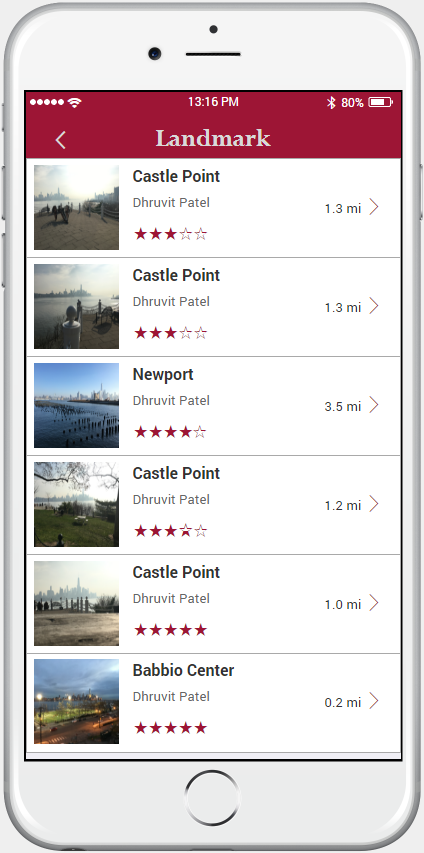 13:16 PM
80%
Landmark
Castle Point
Dhruvit Patel
1.3 mi
Castle Point
Dhruvit Patel
1.3 mi
Newport
Dhruvit Patel
3.5 mi
Castle Point
Dhruvit Patel
1.2 mi
Castle Point
Dhruvit Patel
1.0 mi
Babbio Center
Dhruvit Patel
0.2 mi